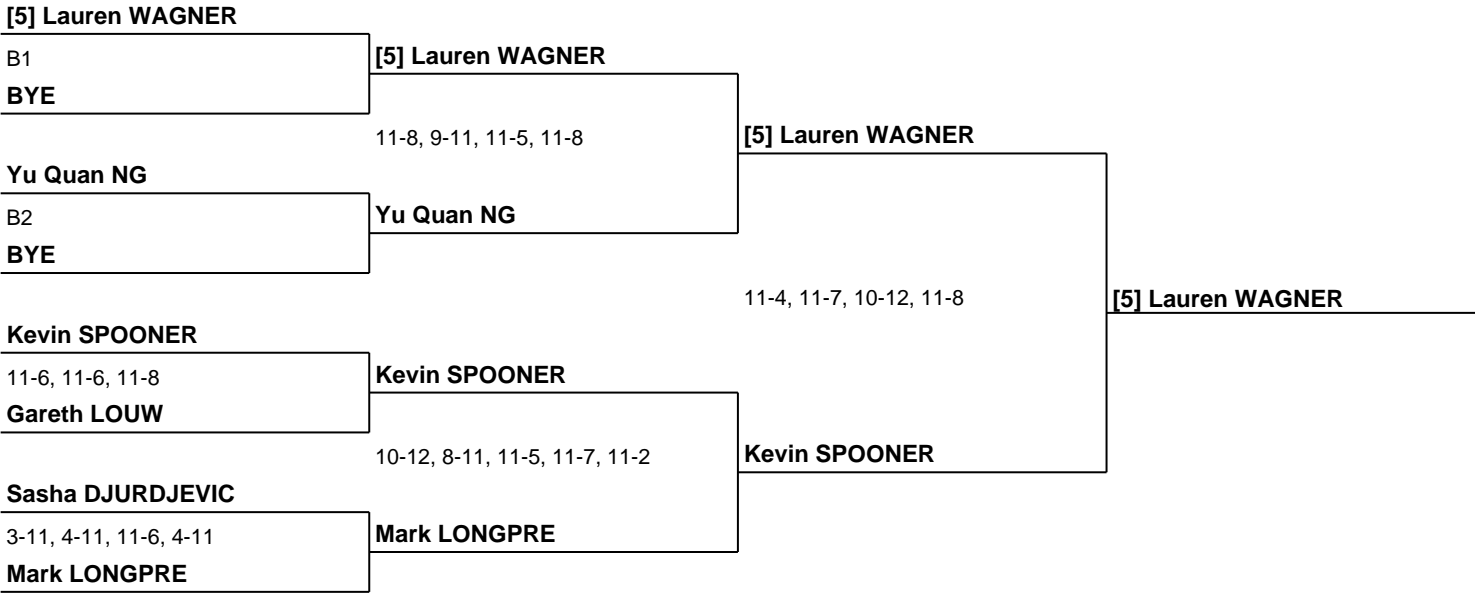 [5] Lauren WAGNER
B1
BYE
[5] Lauren WAGNER
11-8, 9-11, 11-5, 11-8
[5] Lauren WAGNER
Yu Quan NG
B2
BYE
Yu Quan NG
11-4, 11-7, 10-12, 11-8
[5] Lauren WAGNER
Kevin SPOONER
11-6, 11-6, 11-8
Gareth LOUW
Kevin SPOONER
10-12, 8-11, 11-5, 11-7, 11-2
Kevin SPOONER
Sasha DJURDJEVIC
3-11, 4-11, 11-6, 4-11
Mark LONGPRE
Mark LONGPRE